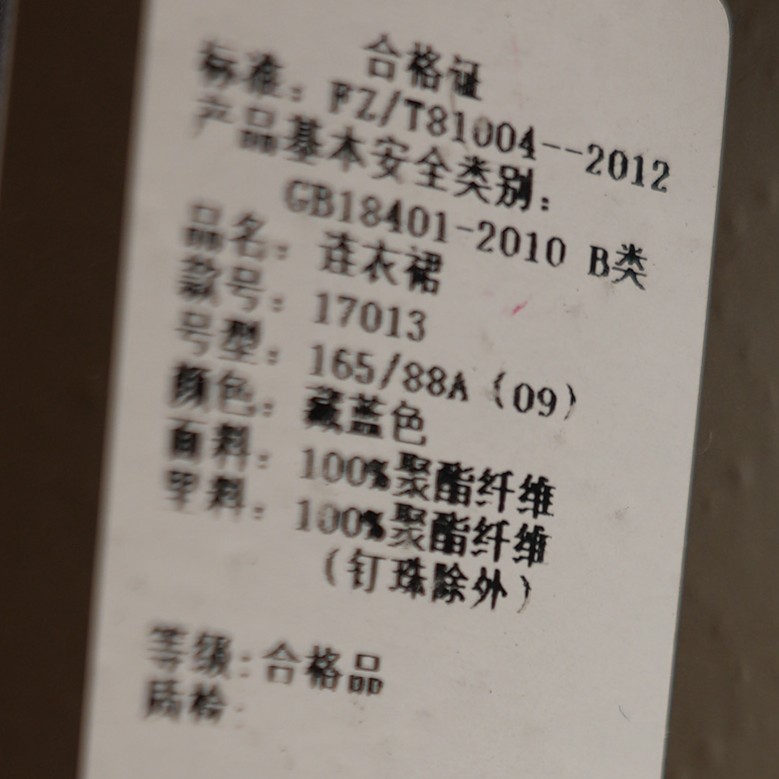 合格证
标准：FZ/T81004--2012
产品基本安全类别：
GB18401-2010 B类
品名：连衣裙
款号：17013
号型：165/88A（09）
颜色：藏蓝色
面料：100%聚酯纤维
里料：100%聚酯纤维
（钉珠除外）
等级:合格品
质检: